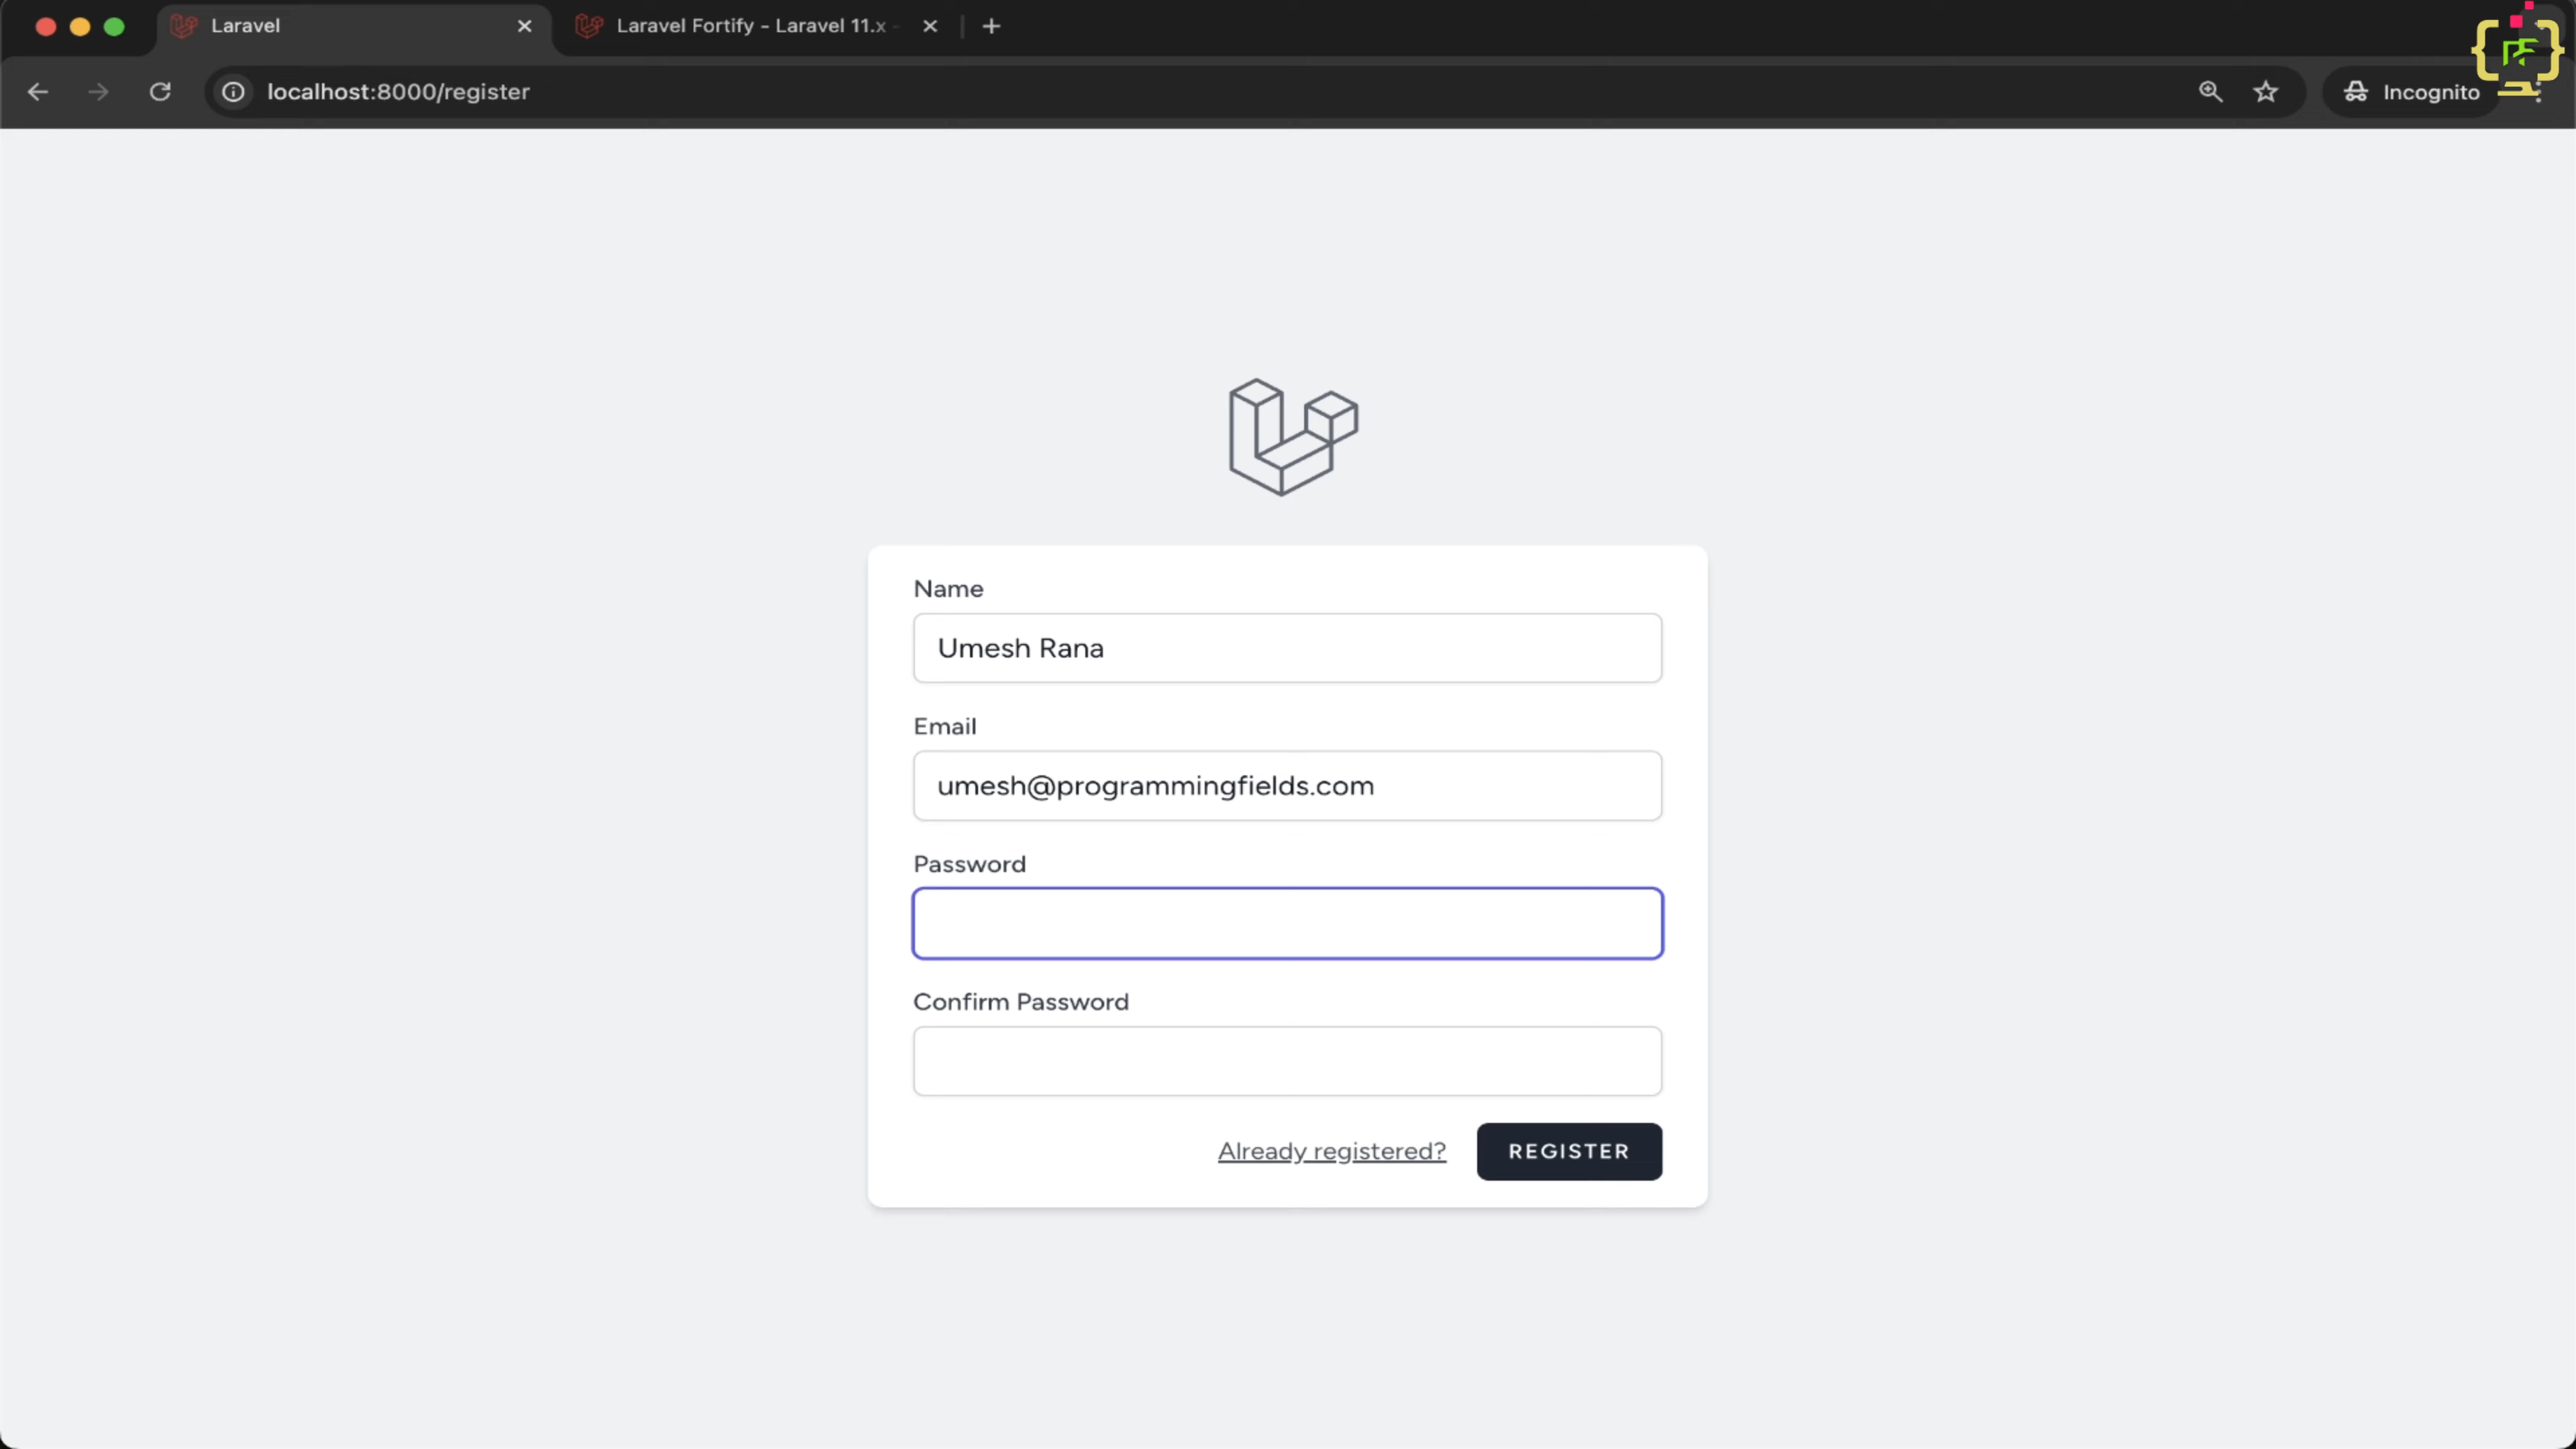 Laravel
Laravel Fortify - Laravel 11.x -
localhost:8000/register
Incognito
Name
Umesh Rana
Email
umesh@programmingfields.com
Password
Confirm Password
Already registered?
REGISTER